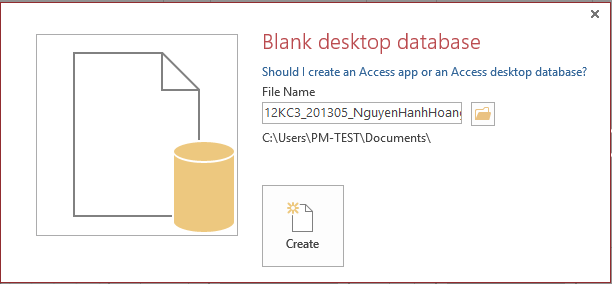 Blank desktop database
Should I create an Access app or an Access desktop database?
File Name
12KC3_201305_NguyenHanhHoang
C:\Users\PM-TEST\Documents\
Create